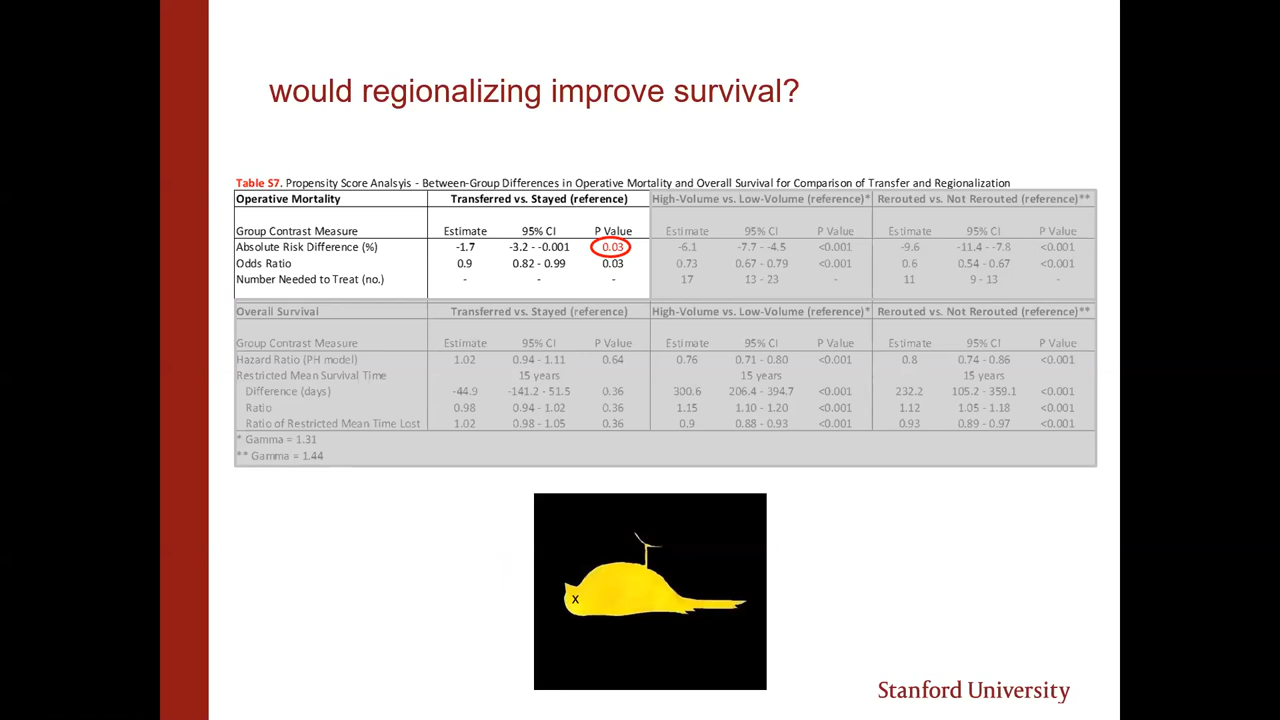 would regionalizing improve survival?
Table S7. Propensity Score Analsyis - Between-Group Differences in Operative Mortality and Overall Survival for Comparison of Transfer and Regionalization
Operative Mortality Transferred vs. Stayed (reference) High-Volume vs. Low-Volume (reference)* Rerouted vs. Not Rerouted (reference)**
Group Contrast Measure Estimate 95% CI P Value Estimate 95% CI P Value Estimate 95% CI P Value
Absolute Risk Difference (%) -1.7 -3.2 - -0.001 0.03 -6.1 -7.7 - -4.5 <0.001 -9.6 -11.4 - -7.8 <0.001
Odds Ratio 0.9 0.82 - 0.99 0.03 0.73 0.67 - 0.79 <0.001 0.6 0.54 - 0.67 <0.001
Number Needed to Treat (no.) - - - 17 13 - 23 - 11 9 - 13 -
Overall Survival Transferred vs. Stayed (reference) High-Volume vs. Low-Volume (reference)* Rerouted vs. Not Rerouted (reference)**
Group Contrast Measure Estimate 95% CI P Value Estimate 95% CI P Value Estimate 95% CI P Value
Hazard Ratio (PH model) 1.02 0.94 - 1.11 0.64 0.76 0.71 - 0.80 <0.001 0.8 0.74 - 0.86 <0.001
Restricted Mean Survival Time 15 years 15 years 15 years
Difference (days) -44.9 -141.2 - 51.5 0.36 300.6 206.4 - 394.7 <0.001 232.2 105.2 - 359.1 <0.001
Ratio 0.98 0.94 - 1.02 0.36 1.15 1.10 - 1.20 <0.001 1.12 1.05 - 1.18 <0.001
Ratio of Restricted Mean Time Lost 1.02 0.98 - 1.05 0.36 0.9 0.88 - 0.93 <0.001 0.93 0.89 - 0.97 <0.001
* Gamma = 1.31
** Gamma = 1.44
x
Stanford University